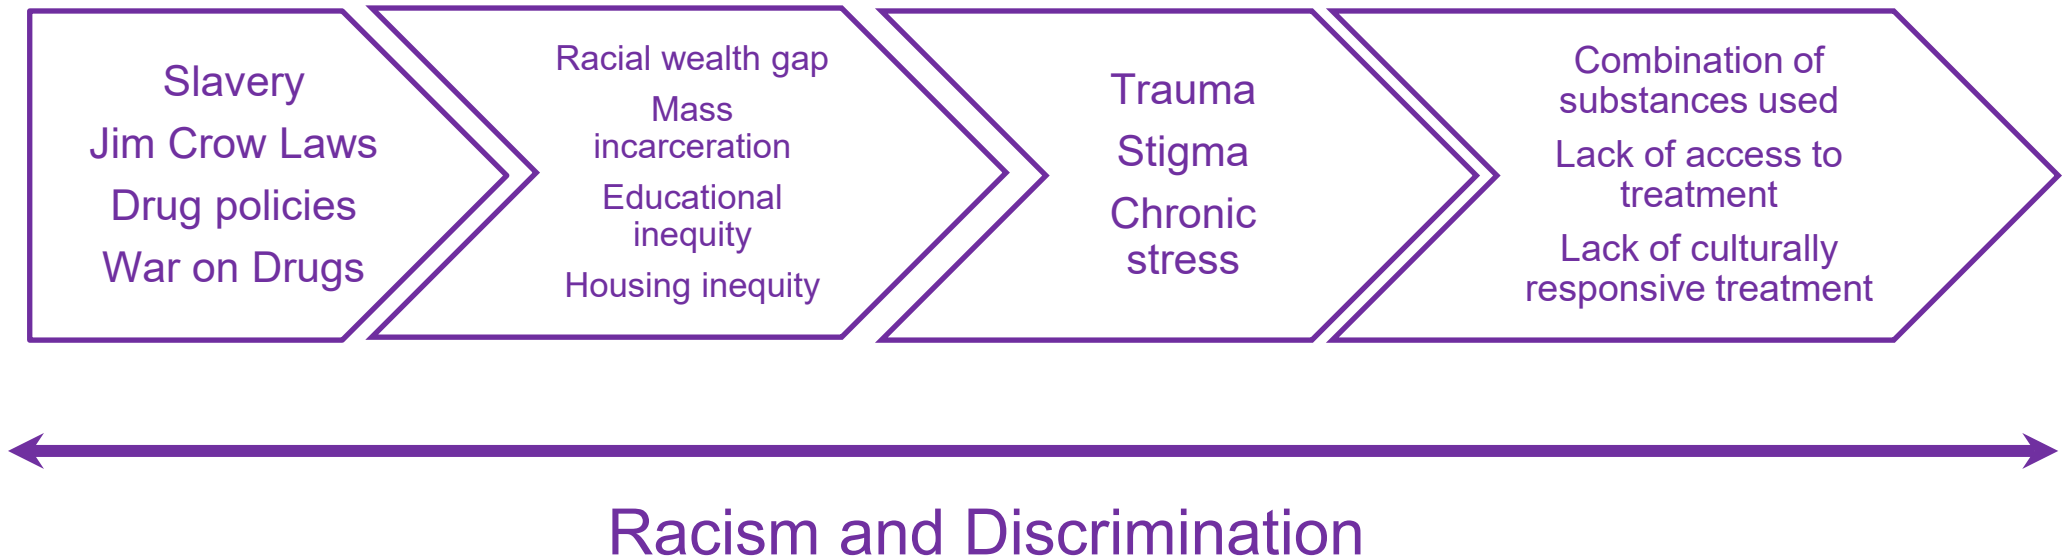 Slavery
Jim Crow Laws
Drug policies
War on Drugs
Racial wealth gap
Mass
incarceration
Educational
inequity
Housing inequity
Trauma
Stigma
Chronic
stress
Combination of
substances used
Lack of access to
treatment
Lack of culturally
responsive treatment
Racism and Discrimination